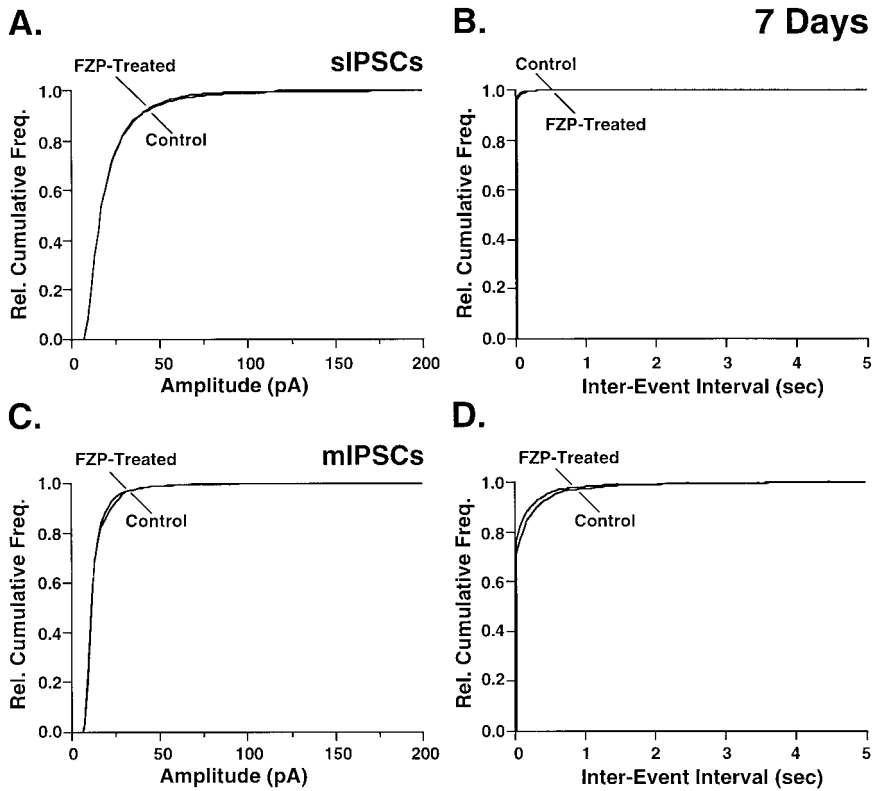 A.
sIPSCs
FZP-Treated
Control
Rel. Cumulative Freq.
1.0
0.8
0.6
0.4
0.2
0.0
0
50
100
150
200
Amplitude (pA)
B.
7 Days
Control
FZP-Treated
Rel. Cumulative Freq.
1.0
0.8
0.6
0.4
0.2
0.0
0
1
2
3
4
5
Inter-Event Interval (sec)
C.
mIPSCs
FZP-Treated
Control
Rel. Cumulative Freq.
1.0
0.8
0.6
0.4
0.2
0.0
0
50
100
150
200
Amplitude (pA)
D.
FZP-Treated
Control
Rel. Cumulative Freq.
1.0
0.8
0.6
0.4
0.2
0.0
0
1
2
3
4
5
Inter-Event Interval (sec)